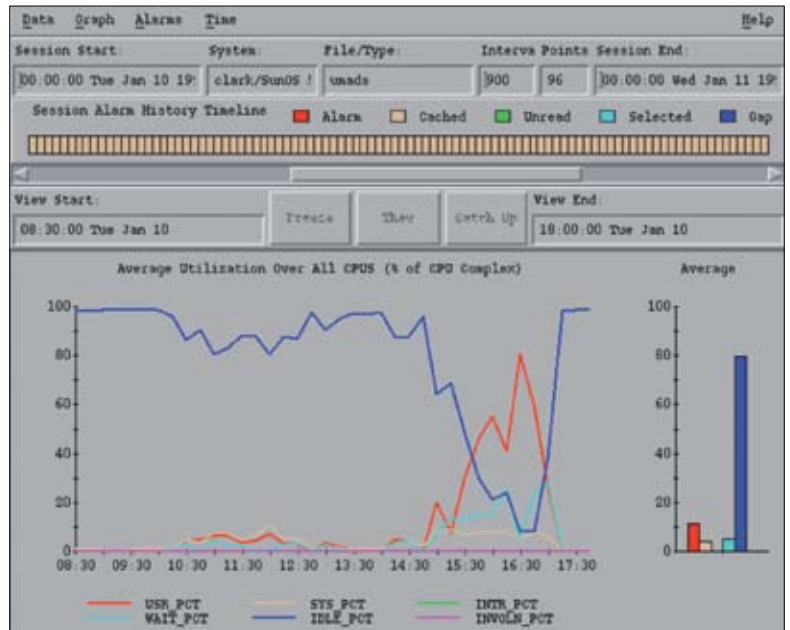 Data Graph Alarms Time Help
Session Start: System: File/Type: Interva Points Session End:
00:00:00 Tue Jan 10 19 clark/SunOS umads 900 96 00:00:00 Wed Jan 11 19
Session Alarm History Timeline Alarm Cached Unread Selected Gap
View Start: View End:
Freeze Thaw Catch Up
08:30:00 Tue Jan 10 18:00:00 Tue Jan 10
Average Utilization Over All CPUS (% of CPU Complex) Average
100 100
80 80
60 60
40 40
20 20
0 0
08:30 09:30 10:30 11:30 12:30 13:30 14:30 15:30 16:30 17:30
USR_PCT SYS_PCT INTR_PCT
WAIT_PCT IDLE_PCT INVOLN_PCT